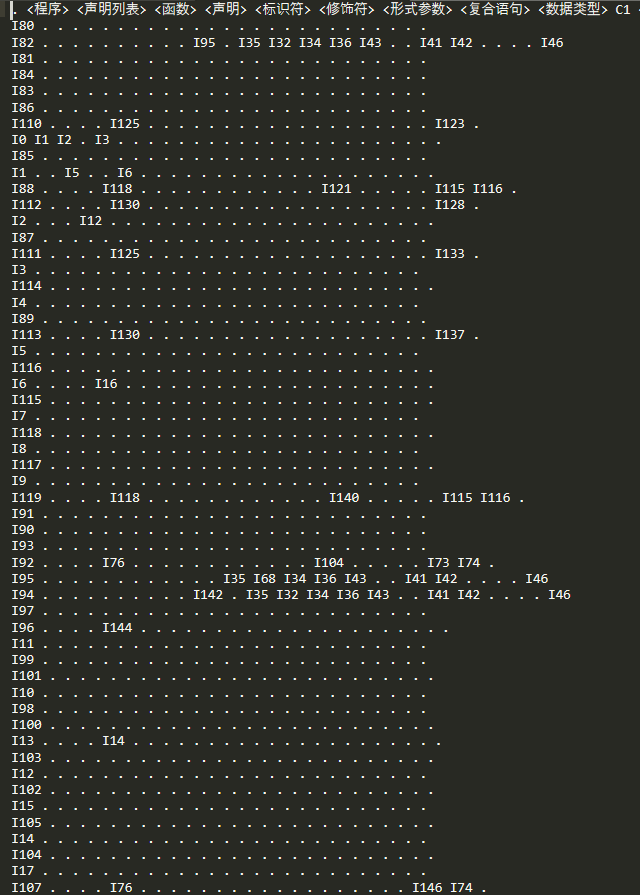 . <程序> <声明列表> <函数> <声明> <标识符> <修饰符> <形式参数> <复合语句> <数据类型> C1
I80 . . . . . . . . . . . . . . . . . . . . . . . . . .
I82 . . . . . . . . . . I95 . I35 I32 I34 I36 I43 . . I41 I42 . . . . I46
I81 . . . . . . . . . . . . . . . . . . . . . . . . . .
I84 . . . . . . . . . . . . . . . . . . . . . . . . . .
I83 . . . . . . . . . . . . . . . . . . . . . . . . . .
I86 . . . . . . . . . . . . . . . . . . . . . . . . . .
I110 . . . . I125 . . . . . . . . . . . . . . . . . . . I123 .
I0 I1 I2 . I3 . . . . . . . . . . . . . . . . . . . . . .
I85 . . . . . . . . . . . . . . . . . . . . . . . . . .
I1 . . I5 . . I6 . . . . . . . . . . . . . . . . . . . .
I88 . . . . I118 . . . . . . . . . . . . I121 . . . . . I115 I116 .
I112 . . . . I130 . . . . . . . . . . . . . . . . . . . I128 .
I2 . . . I12 . . . . . . . . . . . . . . . . . . . . . .
I87 . . . . . . . . . . . . . . . . . . . . . . . . . .
I111 . . . . I125 . . . . . . . . . . . . . . . . . . . I133 .
I3 . . . . . . . . . . . . . . . . . . . . . . . . . .
I114 . . . . . . . . . . . . . . . . . . . . . . . . . .
I4 . . . . . . . . . . . . . . . . . . . . . . . . . .
I89 . . . . . . . . . . . . . . . . . . . . . . . . . .
I113 . . . . I130 . . . . . . . . . . . . . . . . . . . I137 .
I5 . . . . . . . . . . . . . . . . . . . . . . . . . .
I116 . . . . . . . . . . . . . . . . . . . . . . . . . .
I6 . . . . I16 . . . . . . . . . . . . . . . . . . . . .
I115 . . . . . . . . . . . . . . . . . . . . . . . . . .
I7 . . . . . . . . . . . . . . . . . . . . . . . . . .
I118 . . . . . . . . . . . . . . . . . . . . . . . . . .
I8 . . . . . . . . . . . . . . . . . . . . . . . . . .
I117 . . . . . . . . . . . . . . . . . . . . . . . . . .
I9 . . . . . . . . . . . . . . . . . . . . . . . . . .
I119 . . . . I118 . . . . . . . . . . . . I140 . . . . . I115 I116 .
I91 . . . . . . . . . . . . . . . . . . . . . . . . . .
I90 . . . . . . . . . . . . . . . . . . . . . . . . . .
I93 . . . . . . . . . . . . . . . . . . . . . . . . . .
I92 . . . . I76 . . . . . . . . . . . . I104 . . . . . I73 I74 .
I95 . . . . . . . . . . . . I35 I68 I34 I36 I43 . . I41 I42 . . . . I46
I94 . . . . . . . . . . I142 . I35 I32 I34 I36 I43 . . I41 I42 . . . . I46
I97 . . . . . . . . . . . . . . . . . . . . . . . . . .
I96 . . . . I144 . . . . . . . . . . . . . . . . . . . . .
I11 . . . . . . . . . . . . . . . . . . . . . . . . . .
I99 . . . . . . . . . . . . . . . . . . . . . . . . . .
I101 . . . . . . . . . . . . . . . . . . . . . . . . . .
I10 . . . . . . . . . . . . . . . . . . . . . . . . . .
I98 . . . . . . . . . . . . . . . . . . . . . . . . . .
I100 . . . . . . . . . . . . . . . . . . . . . . . . . .
I13 . . . . I14 . . . . . . . . . . . . . . . . . . . . .
I103 . . . . . . . . . . . . . . . . . . . . . . . . . .
I12 . . . . . . . . . . . . . . . . . . . . . . . . . .
I102 . . . . . . . . . . . . . . . . . . . . . . . . . .
I15 . . . . . . . . . . . . . . . . . . . . . . . . . .
I105 . . . . . . . . . . . . . . . . . . . . . . . . . .
I14 . . . . . . . . . . . . . . . . . . . . . . . . . .
I104 . . . . . . . . . . . . . . . . . . . . . . . . . .
I17 . . . . . . . . . . . . . . . . . . . . . . . . . .
I107 . . . . I76 . . . . . . . . . . . . . . . . . . I146 I74 .